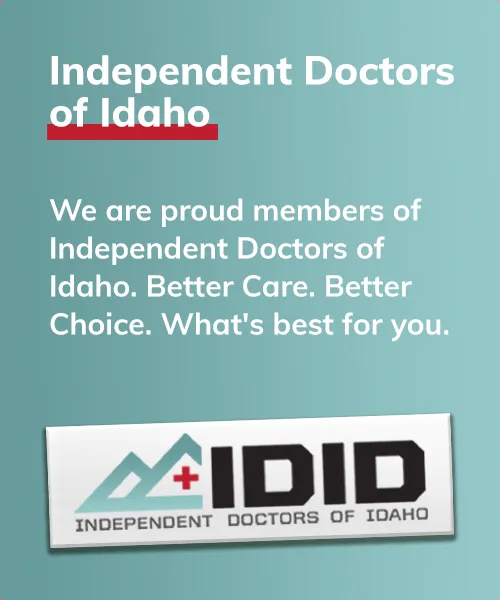 Independent Doctors
of Idaho
We are proud members of
Independent Doctors of
Idaho. Better Care. Better
Choice. What's best for you.
IDID
INDEPENDENT DOCTORS OF IDAHO